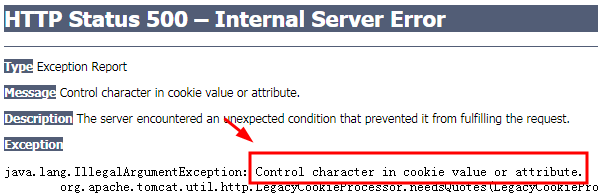 HTTP Status 500 – Internal Server Error
Type Exception Report
Message Control character in cookie value or attribute.
Description The server encountered an unexpected condition that prevented it from fulfilling the request.
Exception
java.lang.IllegalArgumentException: Control character in cookie value or attribute.
org.apache.tomcat.util.http.LegacyCookieProcessor.needsQuotes(LegacyCookiePro